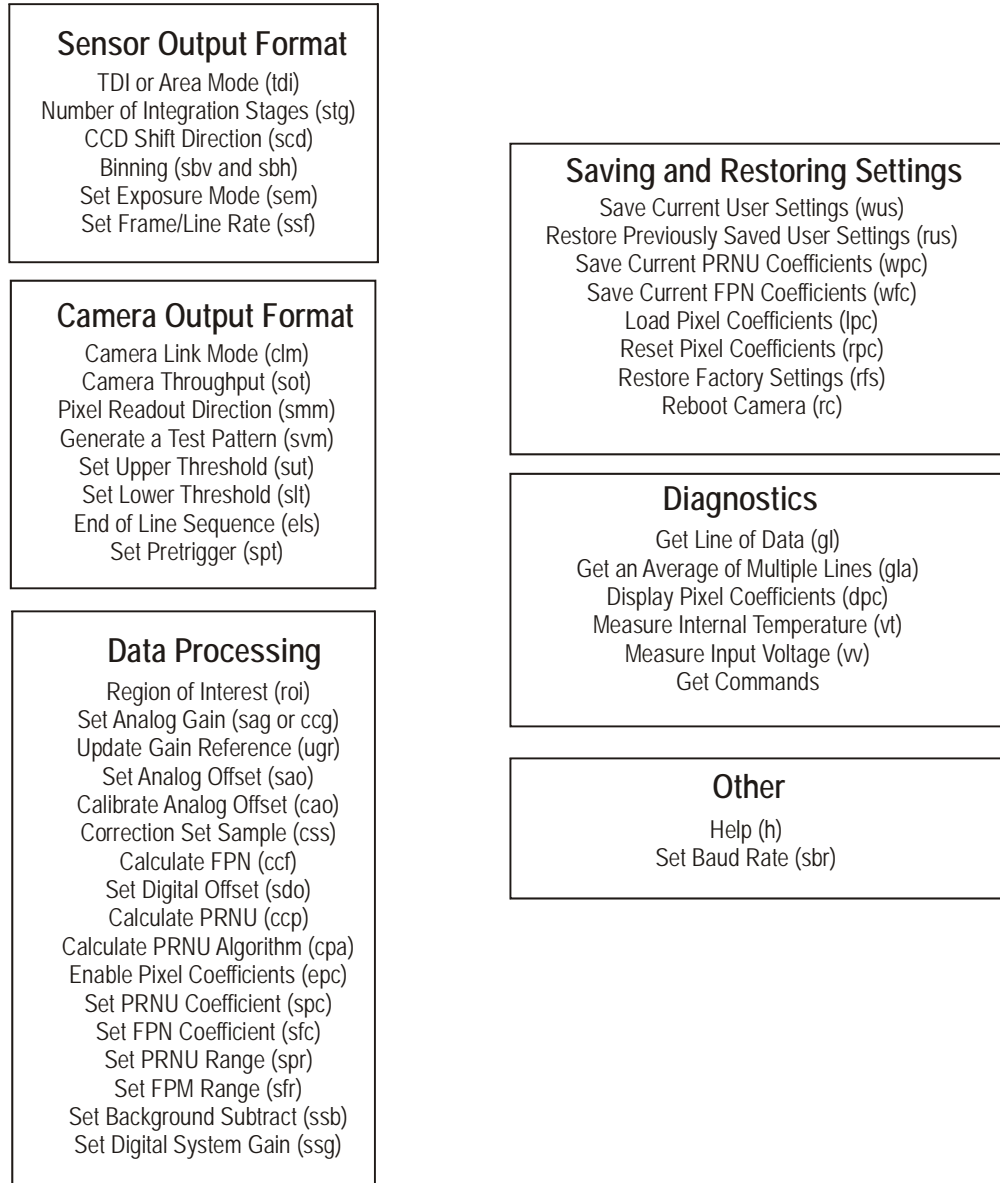 Sensor Output Format
TDI or Area Mode (tdi)
Number of Integration Stages (stg)
CCD Shift Direction (scd)
Binning (sbv and sbh)
Set Exposure Mode (sem)
Set Frame/Line Rate (ssf)
Camera Output Format
Camera Link Mode (clm)
Camera Throughput (sot)
Pixel Readout Direction (smm)
Generate a Test Pattern (svm)
Set Upper Threshold (sut)
Set Lower Threshold (slt)
End of Line Sequence (els)
Set Pretrigger (spt)
Data Processing
Region of Interest (roi)
Set Analog Gain (sag or ccg)
Update Gain Reference (ugr)
Set Analog Offset (sao)
Calibrate Analog Offset (cao)
Correction Set Sample (css)
Calculate FPN (ccf)
Set Digital Offset (sdo)
Calculate PRNU (ccp)
Calculate PRNU Algorithm (cpa)
Enable Pixel Coefficients (epc)
Set PRNU Coefficient (spc)
Set FPN Coefficient (sfc)
Set PRNU Range (spr)
Set FPM Range (sfr)
Set Background Subtract (ssb)
Set Digital System Gain (ssg)
Saving and Restoring Settings
Save Current User Settings (wus)
Restore Previously Saved User Settings (rus)
Save Current PRNU Coefficients (wpc)
Save Current FPN Coefficients (wfc)
Load Pixel Coefficients (lpc)
Reset Pixel Coefficients (rpc)
Restore Factory Settings (rfs)
Reboot Camera (rc)
Diagnostics
Get Line of Data (gl)
Get an Average of Multiple Lines (gla)
Display Pixel Coefficients (dpc)
Measure Internal Temperature (vt)
Measure Input Voltage (vv)
Get Commands
Other
Help (h)
Set Baud Rate (sbr)